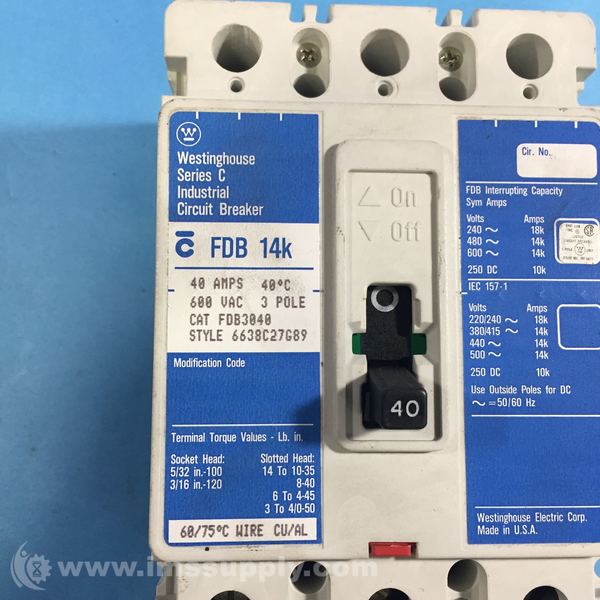 Westinghouse
Series C
Industrial
Circuit Breaker
FDB 14k
40 AMPS 40°C
600 VAC 3 POLE
CAT FDB3040
STYLE 6638C27G89
Modification Code
Terminal Torque Values - Lb. in.
Socket Head: Slotted Head:
5/32 in.-100 14 To 10-35
3/16 in.-120 8-40
6 To 4-45
3 To 4/0-50
60/75°C WIRE CU/AL
On
Off
40
Cir. No.
FDB Interrupting Capacity
Sym Amps
Volts Amps
240 ~ 18k
480 ~ 14k
600 ~ 14k
250 DC 10k
IEC 157-1
Volts Amps
220/240 ~ 18k
380/415 ~ 14k
440 ~ 14k
500 ~ 14k
250 DC 10k
Use Outside Poles for DC
~ = 50/60 Hz
Westinghouse Electric Corp.
Made in U.S.A.
www.imssupply.com